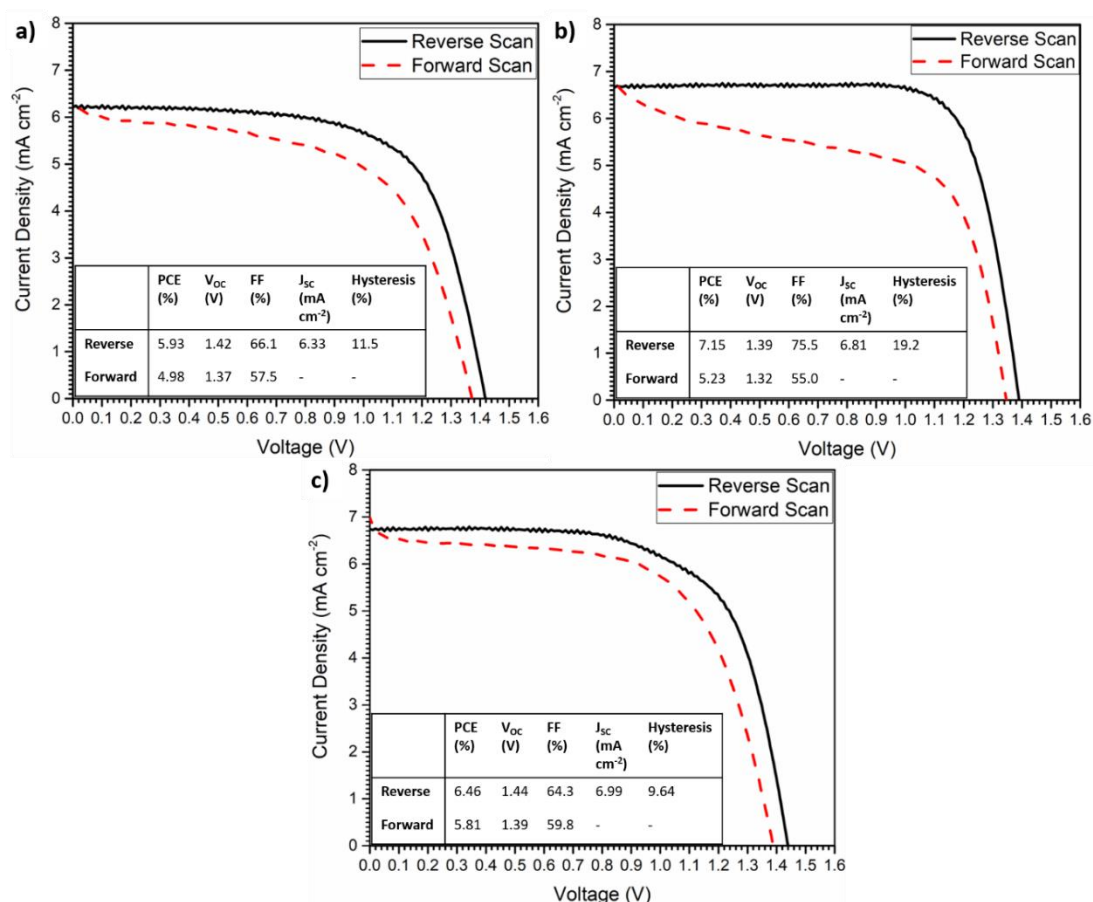 a)
Reverse Scan
Forward Scan
8
7
6
5
4
3
2
1
0
Current Density (mA cm⁻²)
PCE (%) V_OC (V) FF (%) J_SC (mA cm⁻²) Hysteresis (%)
Reverse 5.93 1.42 66.1 6.33 11.5
Forward 4.98 1.37 57.5 - -
0.0 0.1 0.2 0.3 0.4 0.5 0.6 0.7 0.8 0.9 1.0 1.1 1.2 1.3 1.4 1.5 1.6
Voltage (V)
b)
Reverse Scan
Forward Scan
8
7
6
5
4
3
2
1
0
Current Density (mA cm⁻²)
PCE (%) V_OC (V) FF (%) J_SC (mA cm⁻²) Hysteresis (%)
Reverse 7.15 1.39 75.5 6.81 19.2
Forward 5.23 1.32 55.0 - -
0.0 0.1 0.2 0.3 0.4 0.5 0.6 0.7 0.8 0.9 1.0 1.1 1.2 1.3 1.4 1.5 1.6
Voltage (V)
c)
Reverse Scan
Forward Scan
8
7
6
5
4
3
2
1
0
Current Density (mA cm⁻²)
PCE (%) V_OC (V) FF (%) J_SC (mA cm⁻²) Hysteresis (%)
Reverse 6.46 1.44 64.3 6.99 9.64
Forward 5.81 1.39 59.8 - -
0.0 0.1 0.2 0.3 0.4 0.5 0.6 0.7 0.8 0.9 1.0 1.1 1.2 1.3 1.4 1.5 1.6
Voltage (V)